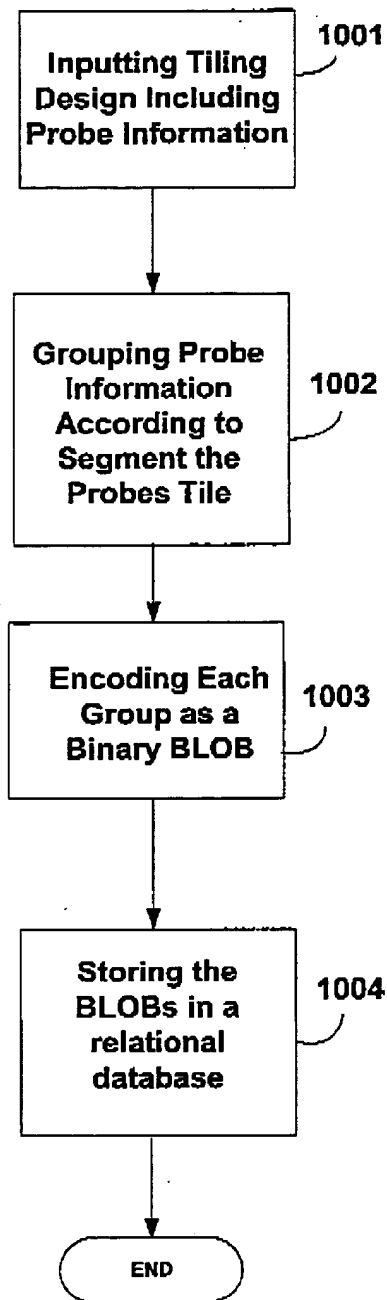 1001
Inputting Tiling
Design Including
Probe Information
1002
Grouping Probe
Information
According to
Segment the
Probes Tile
1003
Encoding Each
Group as a
Binary BLOB
1004
Storing the
BLOBs in a
relational
database
END